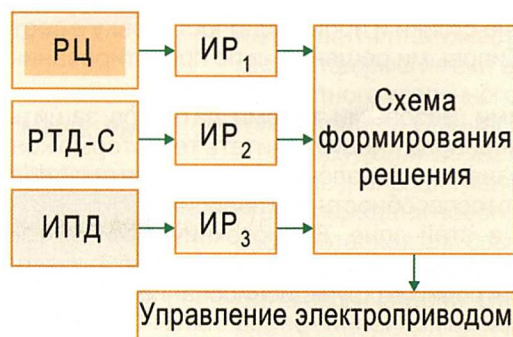 РЦ
ИР1
РТД-С
ИР2
ИПД
ИР3
Схема
формирования
решения
Управление электроприводом